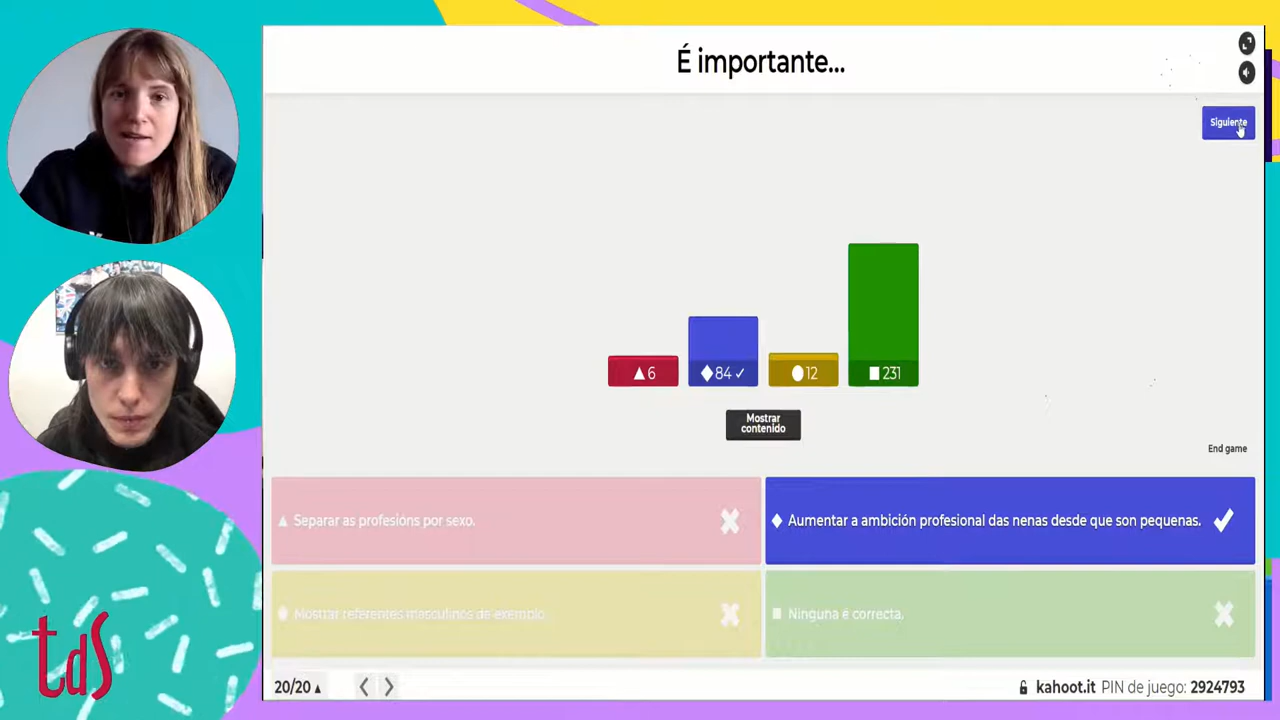 É importante...
Siguiente
6
84
12
231
Mostrar
contenido
End game
Separar as profesións por sexo.
Aumentar a ambición profesional das nenas desde que son pequenas.
Mostrar referentes masculinos de exemplo.
Ninguna é correcta.
20/20
kahoot.it PIN de juego: 2924793
tdS